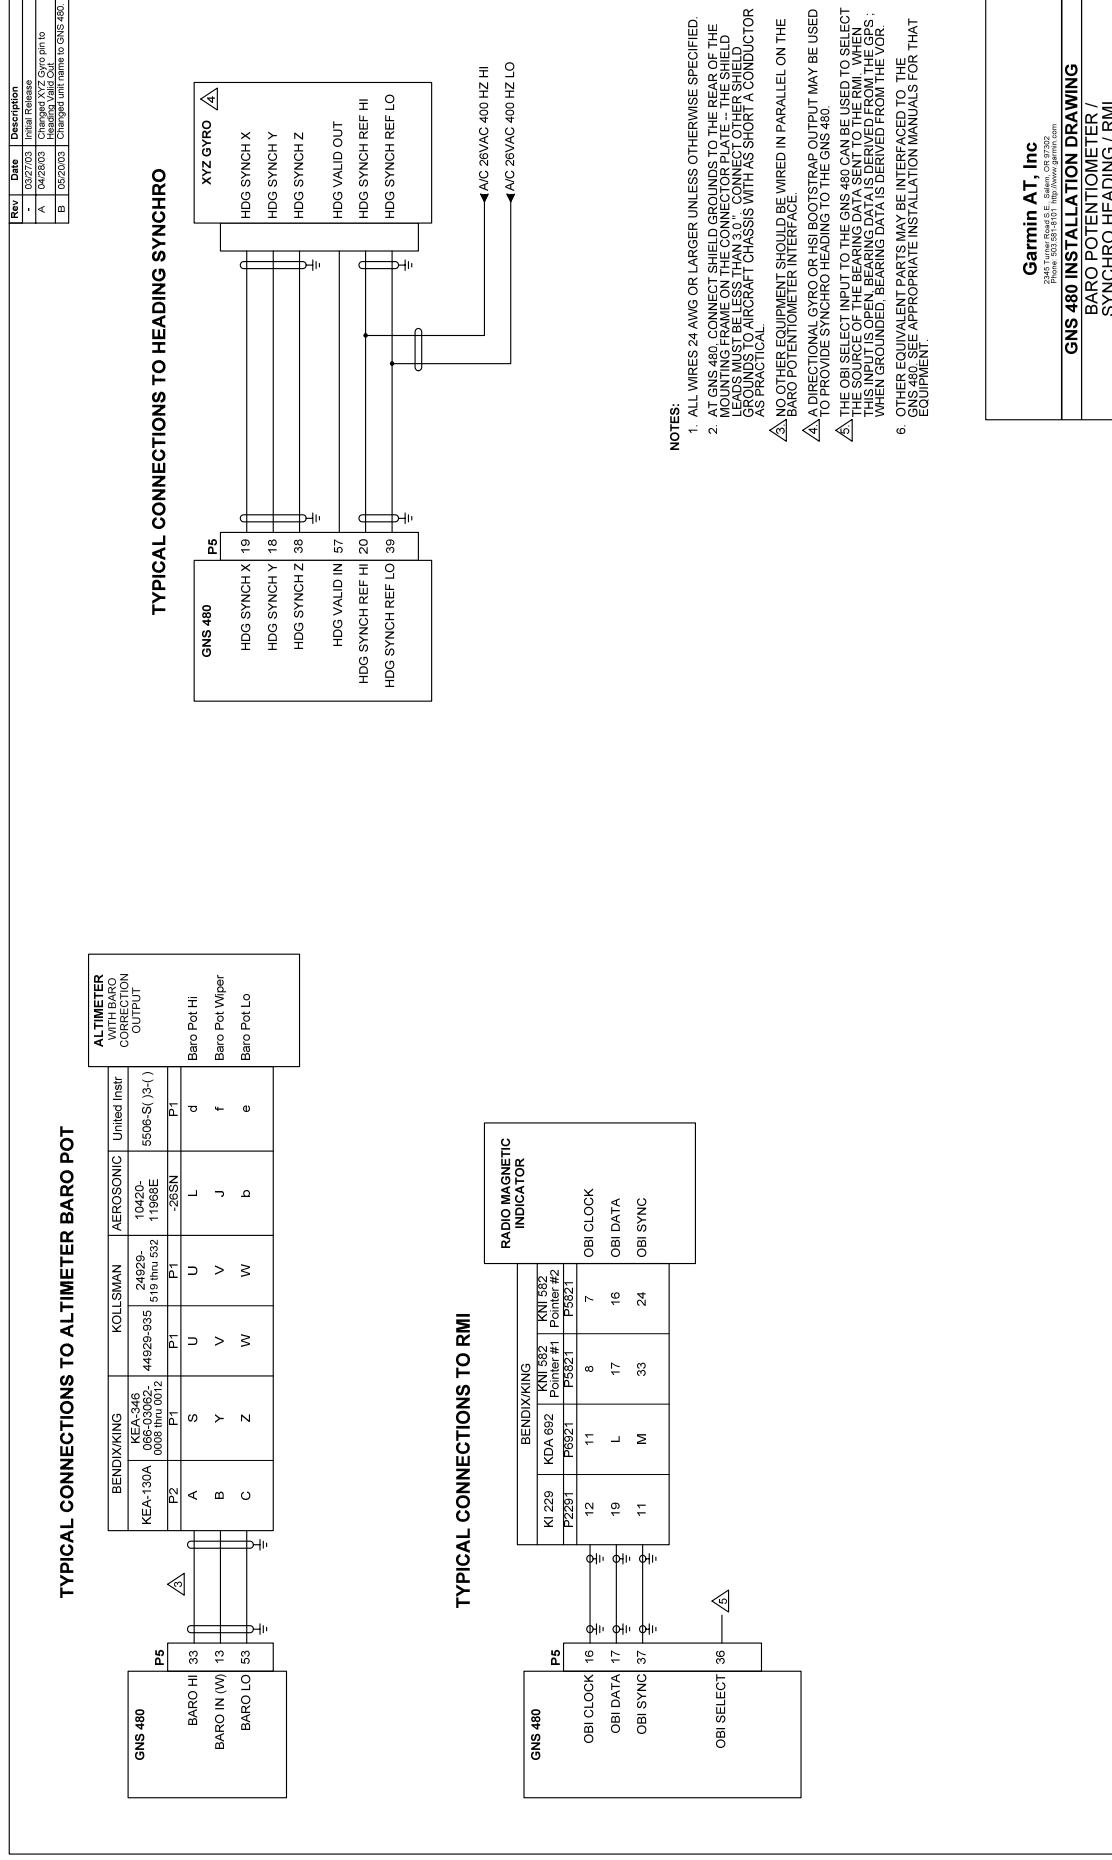 Rev Date Description
- 03/27/03 Initial Release
A 04/28/03 Changed XYZ Gyro pin to
Heading Valid Out
B 05/20/03 Changed unit name to GNS 480.
TYPICAL CONNECTIONS TO ALTIMETER BARO POT
GNS 480
P5
BARO HI 33
BARO IN (W) 13
BARO LO 53
3
BENDIX/KING KOLLSMAN AEROSONIC United Instr
KEA-130A KEA-346 066-03062- 0008 thru 0012 44929-935 24929- 519 thru 532 10420- 11968E 5506-S( )3-( )
P2 P1 P1 P1 -26SN P1
A S U U L d
B Y V V J f
C Z W W b e
ALTIMETER
WITH BARO
CORRECTION
OUTPUT
Baro Pot Hi
Baro Pot Wiper
Baro Pot Lo
TYPICAL CONNECTIONS TO HEADING SYNCHRO
GNS 480
P5
HDG SYNCH X 19
HDG SYNCH Y 18
HDG SYNCH Z 38
HDG VALID IN 57
HDG SYNCH REF HI 20
HDG SYNCH REF LO 39
XYZ GYRO 4
HDG SYNCH X
HDG SYNCH Y
HDG SYNCH Z
HDG VALID OUT
HDG SYNCH REF HI
HDG SYNCH REF LO
A/C 26VAC 400 HZ HI
A/C 26VAC 400 HZ LO
TYPICAL CONNECTIONS TO RMI
GNS 480
P5
OBI CLOCK 16
OBI DATA 17
OBI SYNC 37
OBI SELECT 36
5
BENDIX/KING
KI 229 KDA 692 KNI 582 Pointer #1 KNI 582 Pointer #2
P2291 P6921 P5821 P5821
12 11 8 7
19 L 17 16
11 M 33 24
RADIO MAGNETIC
INDICATOR
OBI CLOCK
OBI DATA
OBI SYNC
NOTES:
1. ALL WIRES 24 AWG OR LARGER UNLESS OTHERWISE SPECIFIED.
2. AT GNS 480, CONNECT SHIELD GROUNDS TO THE REAR OF THE
MOUNTING FRAME ON THE CONNECTOR PLATE -- THE SHIELD
LEADS MUST BE LESS THAN 3.0". CONNECT OTHER SHIELD
GROUNDS TO AIRCRAFT CHASSIS WITH AS SHORT A CONDUCTOR
AS PRACTICAL.
3. NO OTHER EQUIPMENT SHOULD BE WIRED IN PARALLEL ON THE
BARO POTENTIOMETER INTERFACE.
4. A DIRECTIONAL GYRO OR HSI BOOTSTRAP OUTPUT MAY BE USED
TO PROVIDE SYNCHRO HEADING TO THE GNS 480.
5. THE OBI SELECT INPUT TO THE GNS 480 CAN BE USED TO SELECT
THE SOURCE OF THE BEARING DATA SENT TO THE RMI. WHEN
THIS INPUT IS OPEN, BEARING DATA IS DERIVED FROM THE GPS ;
WHEN GROUNDED, BEARING DATA IS DERIVED FROM THE VOR.
6. OTHER EQUIVALENT PARTS MAY BE INTERFACED TO THE
GNS 480. SEE APPROPRIATE INSTALLATION MANUALS FOR THAT
EQUIPMENT.
Garmin AT, Inc
2345 Turner Road S.E., Salem, OR 97302
Phone: 503.581-8101 http://www.garmin.com
GNS 480 INSTALLATION DRAWING
BARO POTENTIOMETER /
SYNCHRO HEADING / RMI